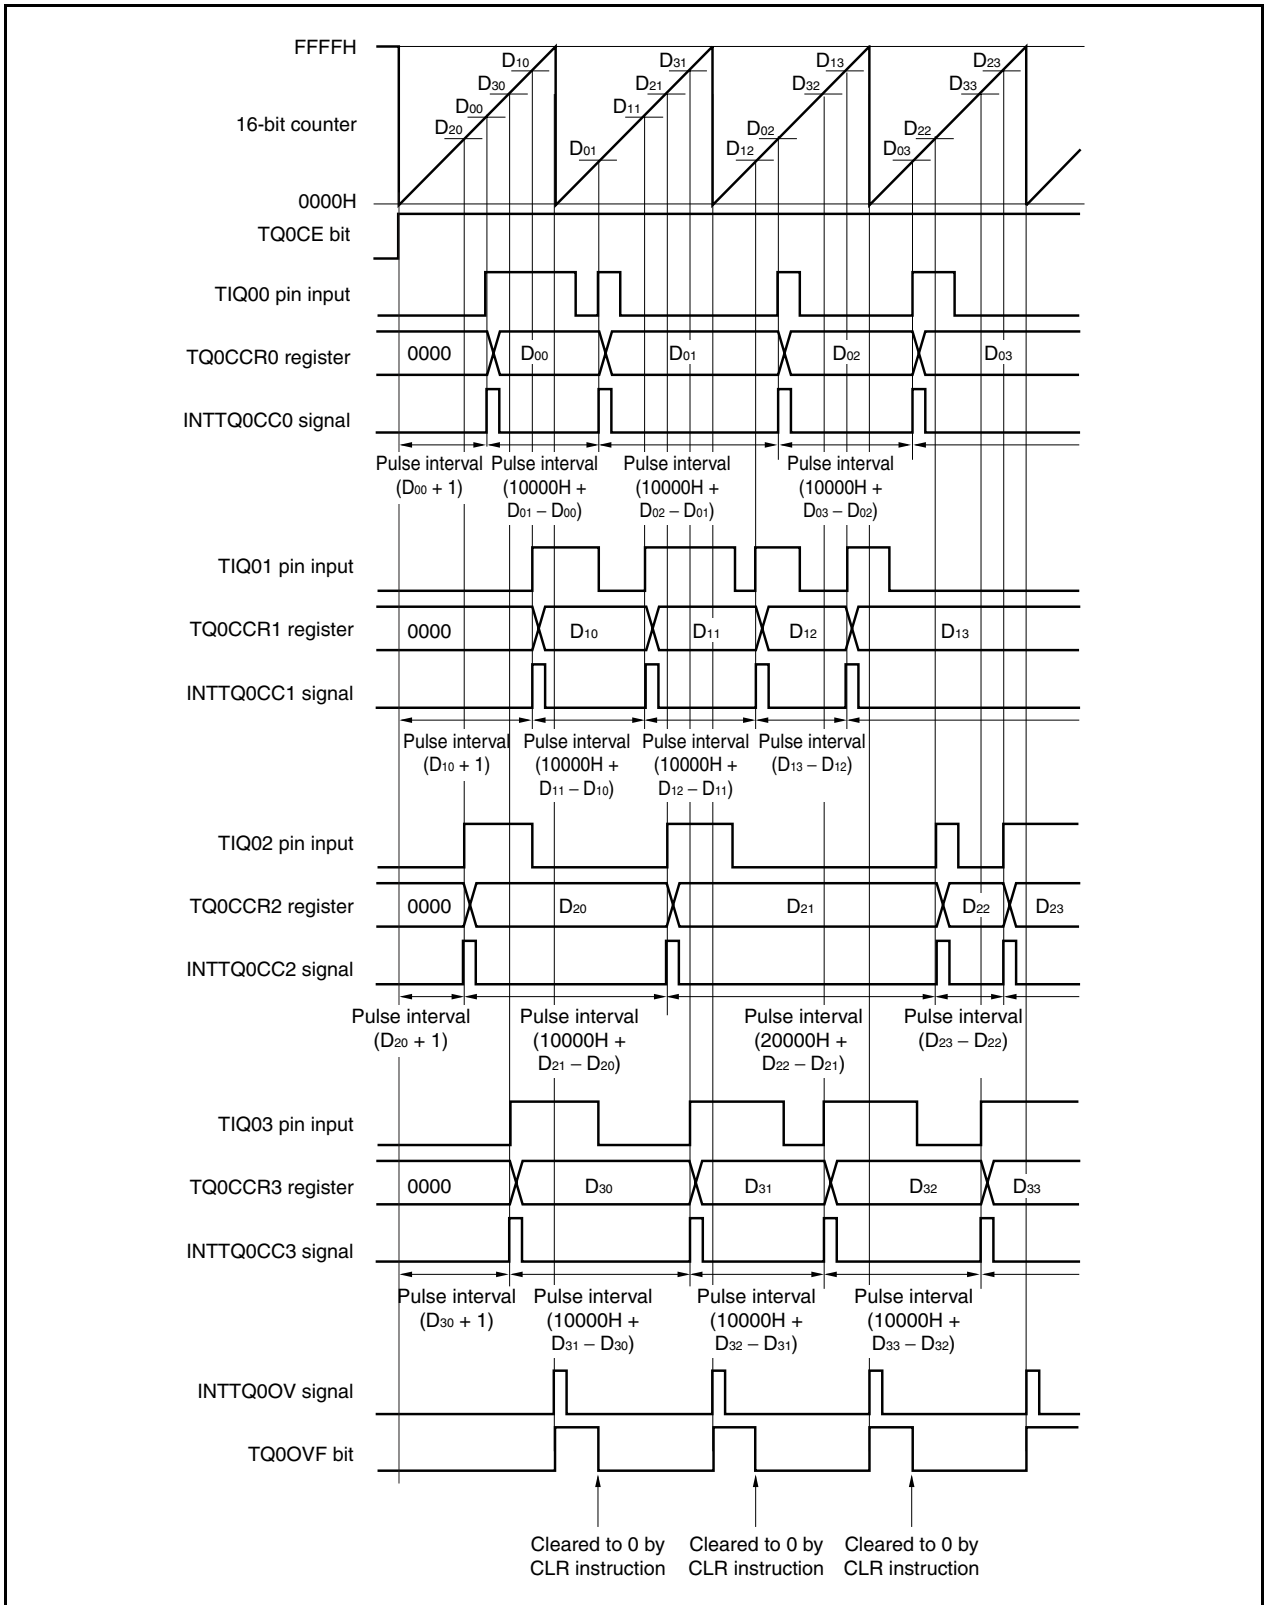 FFFFH
D10
D31
D13
D23
D30
D21
D32
D33
D00
D11
16-bit counter
D20
D02
D22
D01
D12
D03
0000H
TQ0CE bit
TIQ00 pin input
TQ0CCR0 register
0000
D00
D01
D02
D03
INTTQ0CC0 signal
Pulse interval
(D00 + 1)
Pulse interval
(10000H +
D01 – D00)
Pulse interval
(10000H +
D02 – D01)
Pulse interval
(10000H +
D03 – D02)
TIQ01 pin input
TQ0CCR1 register
0000
D10
D11
D12
D13
INTTQ0CC1 signal
Pulse interval
(D10 + 1)
Pulse interval
(10000H +
D11 – D10)
Pulse interval
(10000H +
D12 – D11)
Pulse interval
(D13 – D12)
TIQ02 pin input
TQ0CCR2 register
0000
D20
D21
D22
D23
INTTQ0CC2 signal
Pulse interval
(D20 + 1)
Pulse interval
(10000H +
D21 – D20)
Pulse interval
(20000H +
D22 – D21)
Pulse interval
(D23 – D22)
TIQ03 pin input
TQ0CCR3 register
0000
D30
D31
D32
D33
INTTQ0CC3 signal
Pulse interval
(D30 + 1)
Pulse interval
(10000H +
D31 – D30)
Pulse interval
(10000H +
D32 – D31)
Pulse interval
(10000H +
D33 – D32)
INTTQ0OV signal
TQ0OVF bit
Cleared to 0 by
CLR instruction
Cleared to 0 by
CLR instruction
Cleared to 0 by
CLR instruction